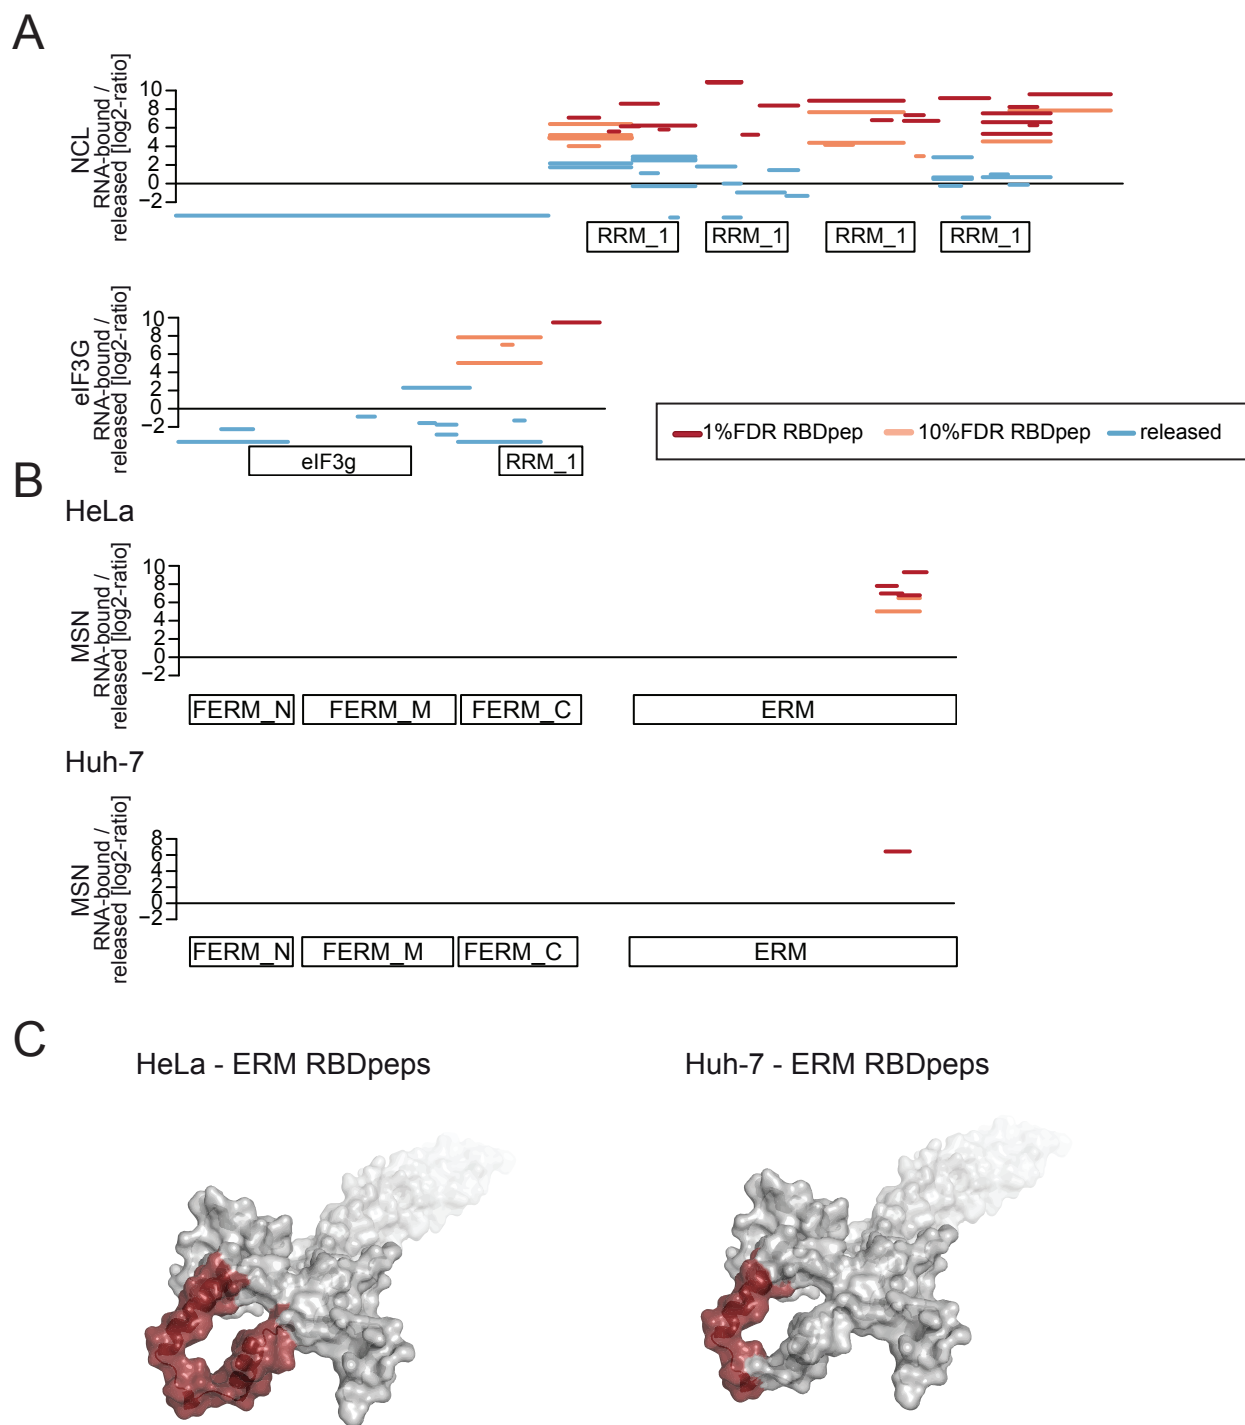 A
NCL
RNA-bound /
released [log2-ratio]
10
8
6
4
2
0
−2
RRM_1 RRM_1 RRM_1 RRM_1
eIF3G
RNA-bound /
released [log2-ratio]
10
8
6
4
2
0
−2
eIF3g RRM_1
1%FDR RBDpep 10%FDR RBDpep released
B
HeLa
MSN
RNA-bound /
released [log2-ratio]
10
8
6
4
2
0
−2
FERM_N FERM_M FERM_C ERM
Huh-7
MSN
RNA-bound /
released [log2-ratio]
8
6
4
2
0
−2
FERM_N FERM_M FERM_C ERM
C
HeLa - ERM RBDpeps Huh-7 - ERM RBDpeps